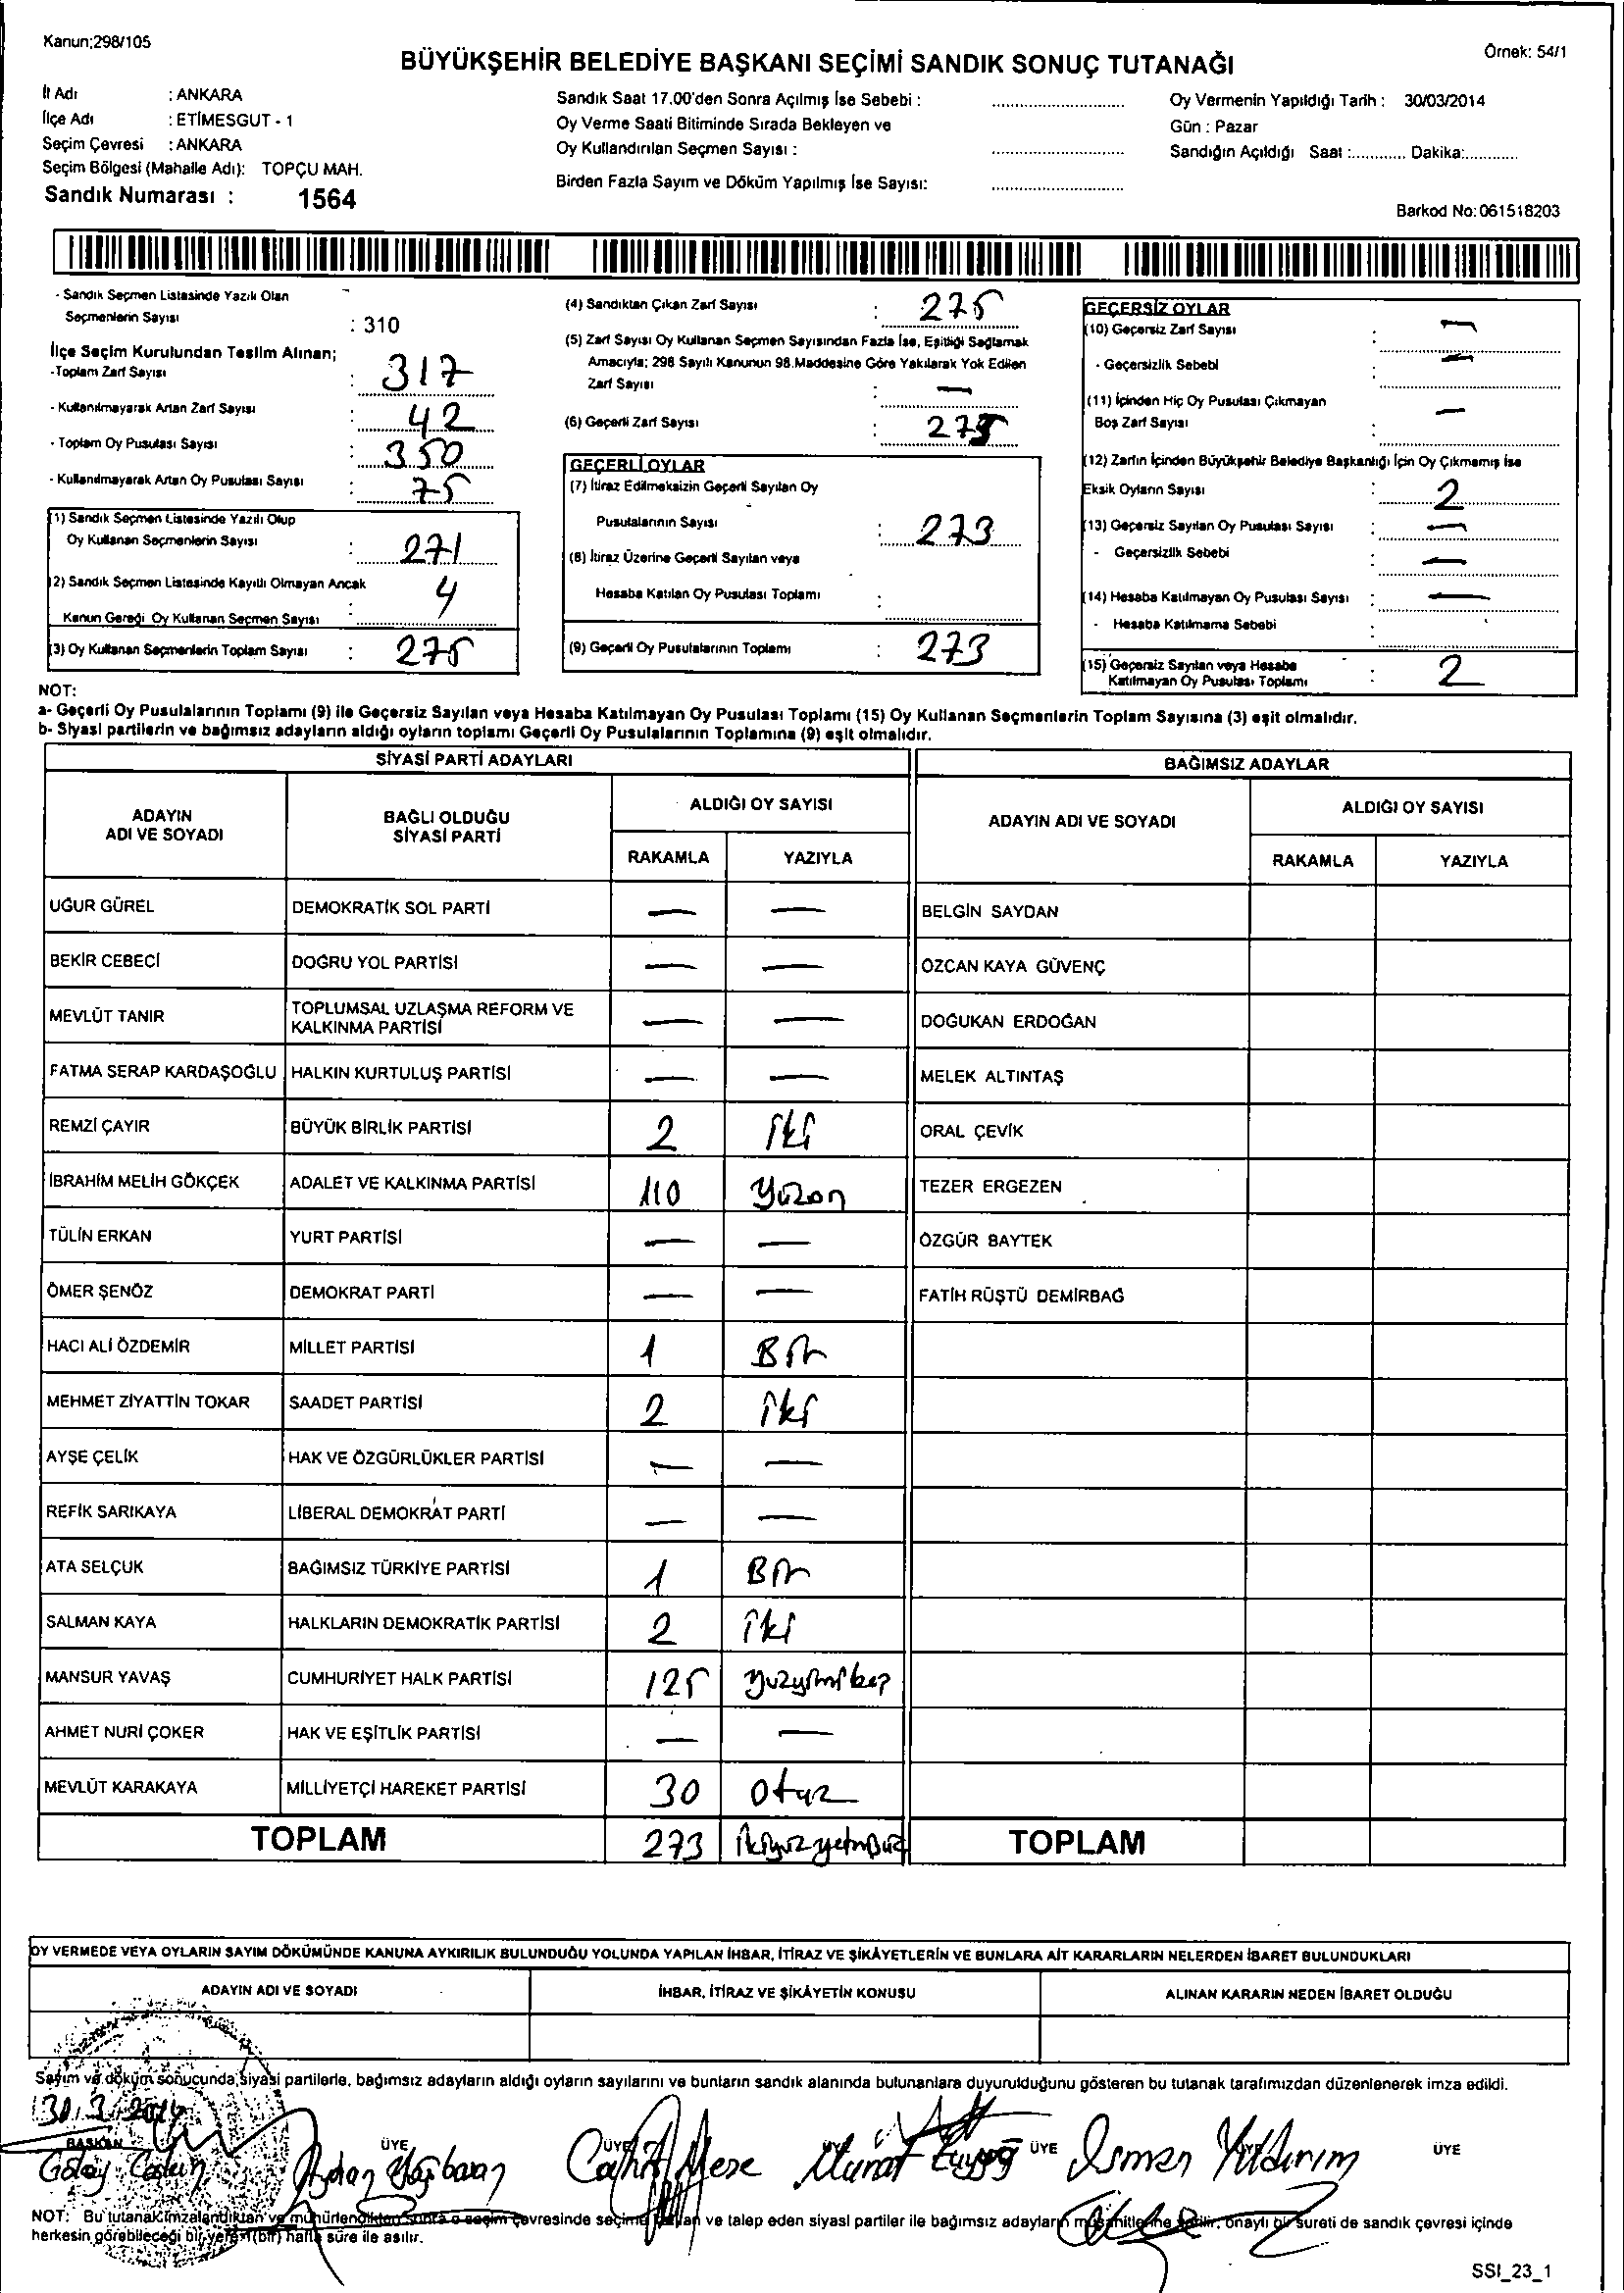 Kanun;298/105
Örnek: 54/1
BÜYÜKŞEHİR BELEDİYE BAŞKANI SEÇİMİ SANDIK SONUÇ TUTANAĞI
İl Adı : ANKARA
İlçe Adı : ETİMESGUT - 1
Seçim Çevresi : ANKARA
Seçim Bölgesi (Mahalle Adı): TOPÇU MAH.
Sandık Numarası : 1564
Sandık Saat 17.00'den Sonra Açılmış İse Sebebi :
Oy Verme Saati Bitiminde Sırada Bekleyen ve
Oy Kullandırılan Seçmen Sayısı :
Birden Fazla Sayım ve Döküm Yapılmış İse Sayısı:
Oy Vermenin Yapıldığı Tarih : 30/03/2014
Gün : Pazar
Sandığın Açıldığı Saat :............ Dakika:............
Barkod No:061518203
- Sandık Seçmen Listesinde Yazılı Olan
Seçmenlerin Sayısı : 310
İlçe Seçim Kurulundan Teslim Alınan;
-Toplam Zarf Sayısı : 317
- Kullanılmayarak Artan Zarf Sayısı : 42
- Toplam Oy Pusulası Sayısı : 350
- Kullanılmayarak Artan Oy Pusulası Sayısı : 75
(1) Sandık Seçmen Listesinde Yazılı Olup
Oy Kullanan Seçmenlerin Sayısı : 271
(2) Sandık Seçmen Listesinde Kayıtlı Olmayan Ancak
Kanun Gereği Oy Kullanan Seçmen Sayısı : 4
(3) Oy Kullanan Seçmenlerin Toplam Sayısı : 275
(4) Sandıktan Çıkan Zarf Sayısı : 275
(5) Zarf Sayısı Oy Kullanan Seçmen Sayısından Fazla İse, Eşitliği Sağlamak
Amacıyla; 298 Sayılı Kanunun 98.Maddesine Göre Yakılarak Yok Edilen
Zarf Sayısı : —
(6) Geçerli Zarf Sayısı : 275
GEÇERLİ OYLAR
(7) İtiraz Edilmeksizin Geçerli Sayılan Oy
Pusulalarının Sayısı : 273
(8) İtiraz Üzerine Geçerli Sayılan veya
Hesaba Katılan Oy Pusulası Toplamı :
(9) Geçerli Oy Pusulalarının Toplamı : 273
GEÇERSİZ OYLAR
(10) Geçersiz Zarf Sayısı : —
- Geçersizlik Sebebi : —
(11) İçinden Hiç Oy Pusulası Çıkmayan
Boş Zarf Sayısı : —
(12) Zarfın İçinden Büyükşehir Belediye Başkanlığı İçin Oy Çıkmamış İse
Eksik Oyların Sayısı : 2
(13) Geçersiz Sayılan Oy Pusulası Sayısı : —
- Geçersizlik Sebebi : —
(14) Hesaba Katılmayan Oy Pusulası Sayısı : —
- Hesaba Katılmama Sebebi :
(15) Geçersiz Sayılan veya Hesaba
Katılmayan Oy Pusulası Toplamı : 2
NOT:
a- Geçerli Oy Pusulalarının Toplamı (9) ile Geçersiz Sayılan veya Hesaba Katılmayan Oy Pusulası Toplamı (15) Oy Kullanan Seçmenlerin Toplam Sayısına (3) eşit olmalıdır.
b- Siyasi partilerin ve bağımsız adayların aldığı oyların toplamı Geçerli Oy Pusulalarının Toplamına (9) eşit olmalıdır.
SİYASİ PARTİ ADAYLARI
BAĞIMSIZ ADAYLAR
ADAYIN ADI VE SOYADI
BAĞLI OLDUĞU SİYASİ PARTİ
ALDIĞI OY SAYISI
RAKAMLA YAZIYLA
ADAYIN ADI VE SOYADI
ALDIĞI OY SAYISI
RAKAMLA YAZIYLA
UĞUR GÜREL DEMOKRATİK SOL PARTİ — — BELGİN SAYDAN
BEKİR CEBECİ DOĞRU YOL PARTİSİ — — ÖZCAN KAYA GÜVENÇ
MEVLÜT TANIR TOPLUMSAL UZLAŞMA REFORM VE KALKINMA PARTİSİ — — DOĞUKAN ERDOĞAN
FATMA SERAP KARDAŞOĞLU HALKIN KURTULUŞ PARTİSİ — — MELEK ALTINTAŞ
REMZİ ÇAYIR BÜYÜK BİRLİK PARTİSİ 2 iki ORAL ÇEVİK
İBRAHİM MELİH GÖKÇEK ADALET VE KALKINMA PARTİSİ 110 Yüzon TEZER ERGEZEN
TÜLİN ERKAN YURT PARTİSİ — — ÖZGÜR BAYTEK
ÖMER ŞENÖZ DEMOKRAT PARTİ — — FATİH RÜŞTÜ DEMİRBAĞ
HACI ALİ ÖZDEMİR MİLLET PARTİSİ 1 Bir
MEHMET ZİYATTİN TOKAR SAADET PARTİSİ 2 iki
AYŞE ÇELİK HAK VE ÖZGÜRLÜKLER PARTİSİ — —
REFİK SARIKAYA LİBERAL DEMOKRAT PARTİ — —
ATA SELÇUK BAĞIMSIZ TÜRKİYE PARTİSİ 1 Bir
SALMAN KAYA HALKLARIN DEMOKRATİK PARTİSİ 2 iki
MANSUR YAVAŞ CUMHURİYET HALK PARTİSİ 125 yuzyirmibeş
AHMET NURİ ÇOKER HAK VE EŞİTLİK PARTİSİ — —
MEVLÜT KARAKAYA MİLLİYETÇİ HAREKET PARTİSİ 30 otuz
TOPLAM 273 TOPLAM
OY VERMEDE VEYA OYLARIN SAYIM DÖKÜMÜNDE KANUNA AYKIRILIK BULUNDUĞU YOLUNDA YAPILAN İHBAR, İTİRAZ VE ŞİKÂYETLERİN VE BUNLARA AİT KARARLARIN NELERDEN İBARET BULUNDUKLARI
ADAYIN ADI VE SOYADI İHBAR, İTİRAZ VE ŞİKÂYETİN KONUSU ALINAN KARARIN NEDEN İBARET OLDUĞU
Sayım ve döküm sonucunda siyasi partilerle, bağımsız adayların aldığı oyların sayılarını ve bunların sandık alanında bulunanlara duyurulduğunu gösteren bu tutanak tarafımızdan düzenlenerek imza edildi.
30.3.2014
BAŞKAN ÜYE ÜYE ÜYE ÜYE
Cahit Mese Murat Osman Yıldırım
NOT: Bu tutanak imzalandıktan ve mühürlendikten sonra o seçim çevresinde seçime katılan ve talep eden siyasi partiler ile bağımsız adayların müşahitlerine verilir, onaylı bir sureti de sandık çevresi içinde
herkesin görebileceği bir yere 1 (bir) hafta süre ile asılır.
SSI_23_1